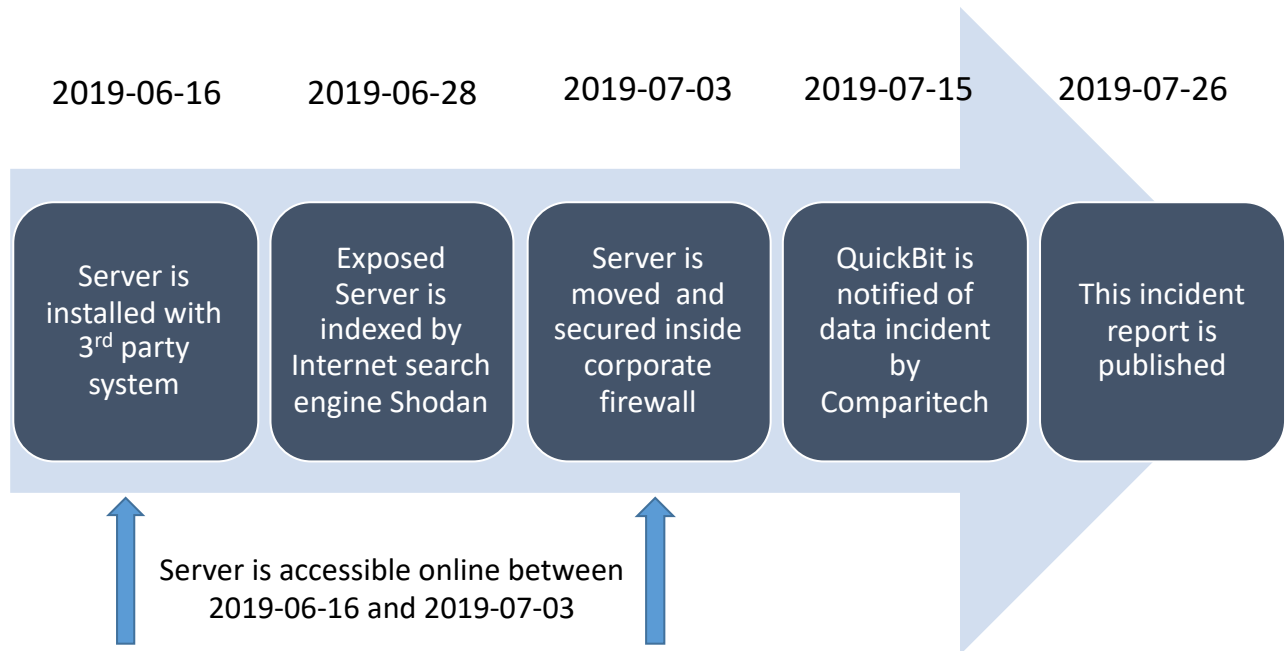 2019-06-16
2019-06-28
2019-07-03
2019-07-15
2019-07-26
Server is
installed with
3rd party
system
Exposed
Server is
indexed by
Internet search
engine Shodan
Server is
moved and
secured inside
corporate
firewall
QuickBit is
notified of
data incident
by
Comparitech
This incident
report is
published
Server is accessible online between
2019-06-16 and 2019-07-03